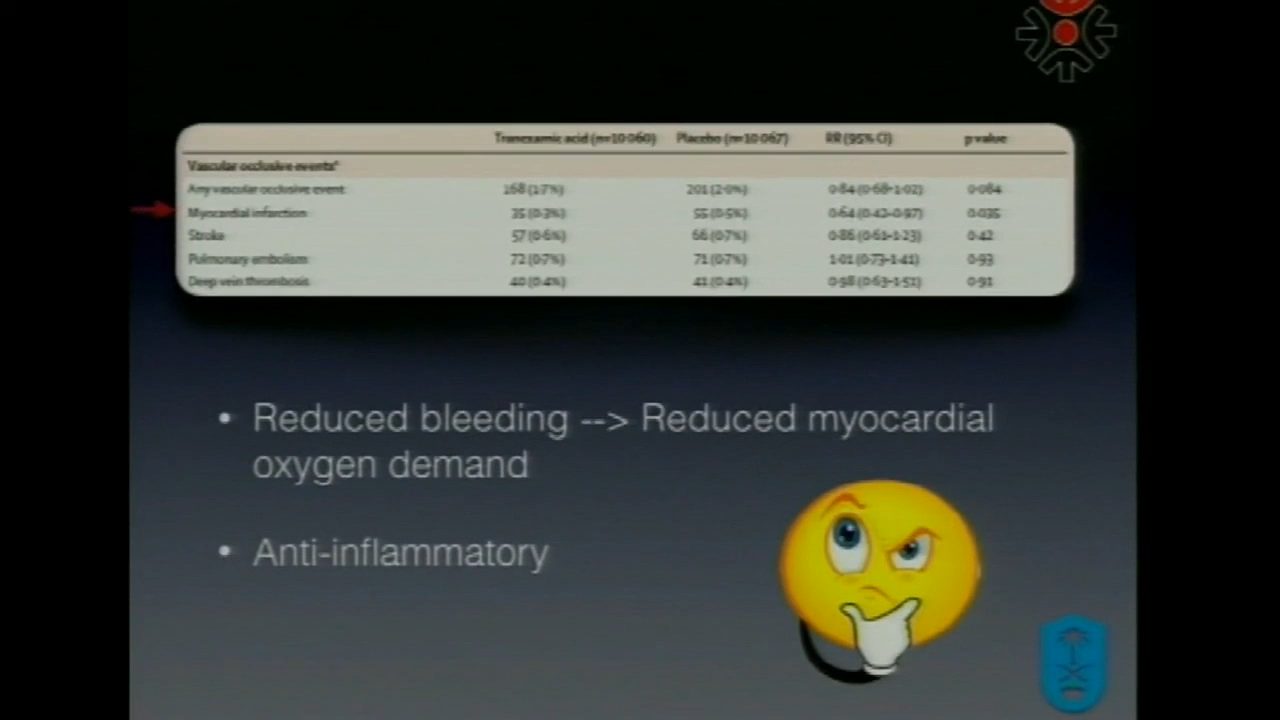 Tranexamic acid (n=10 060) Placebo (n=10 067) RR (95% CI) p value
Vascular occlusive events*
Any vascular occlusive event 168 (1·7%) 201 (2·0%) 0·84 (0·68–1·02) 0·084
Myocardial infarction 35 (0·3%) 55 (0·5%) 0·64 (0·42–0·97) 0·035
Stroke 57 (0·6%) 66 (0·7%) 0·86 (0·61–1·23) 0·42
Pulmonary embolism 72 (0·7%) 71 (0·7%) 1·01 (0·73–1·41) 0·93
Deep vein thrombosis 40 (0·4%) 41 (0·4%) 0·98 (0·63–1·51) 0·91
• Reduced bleeding --> Reduced myocardial
oxygen demand
• Anti-inflammatory